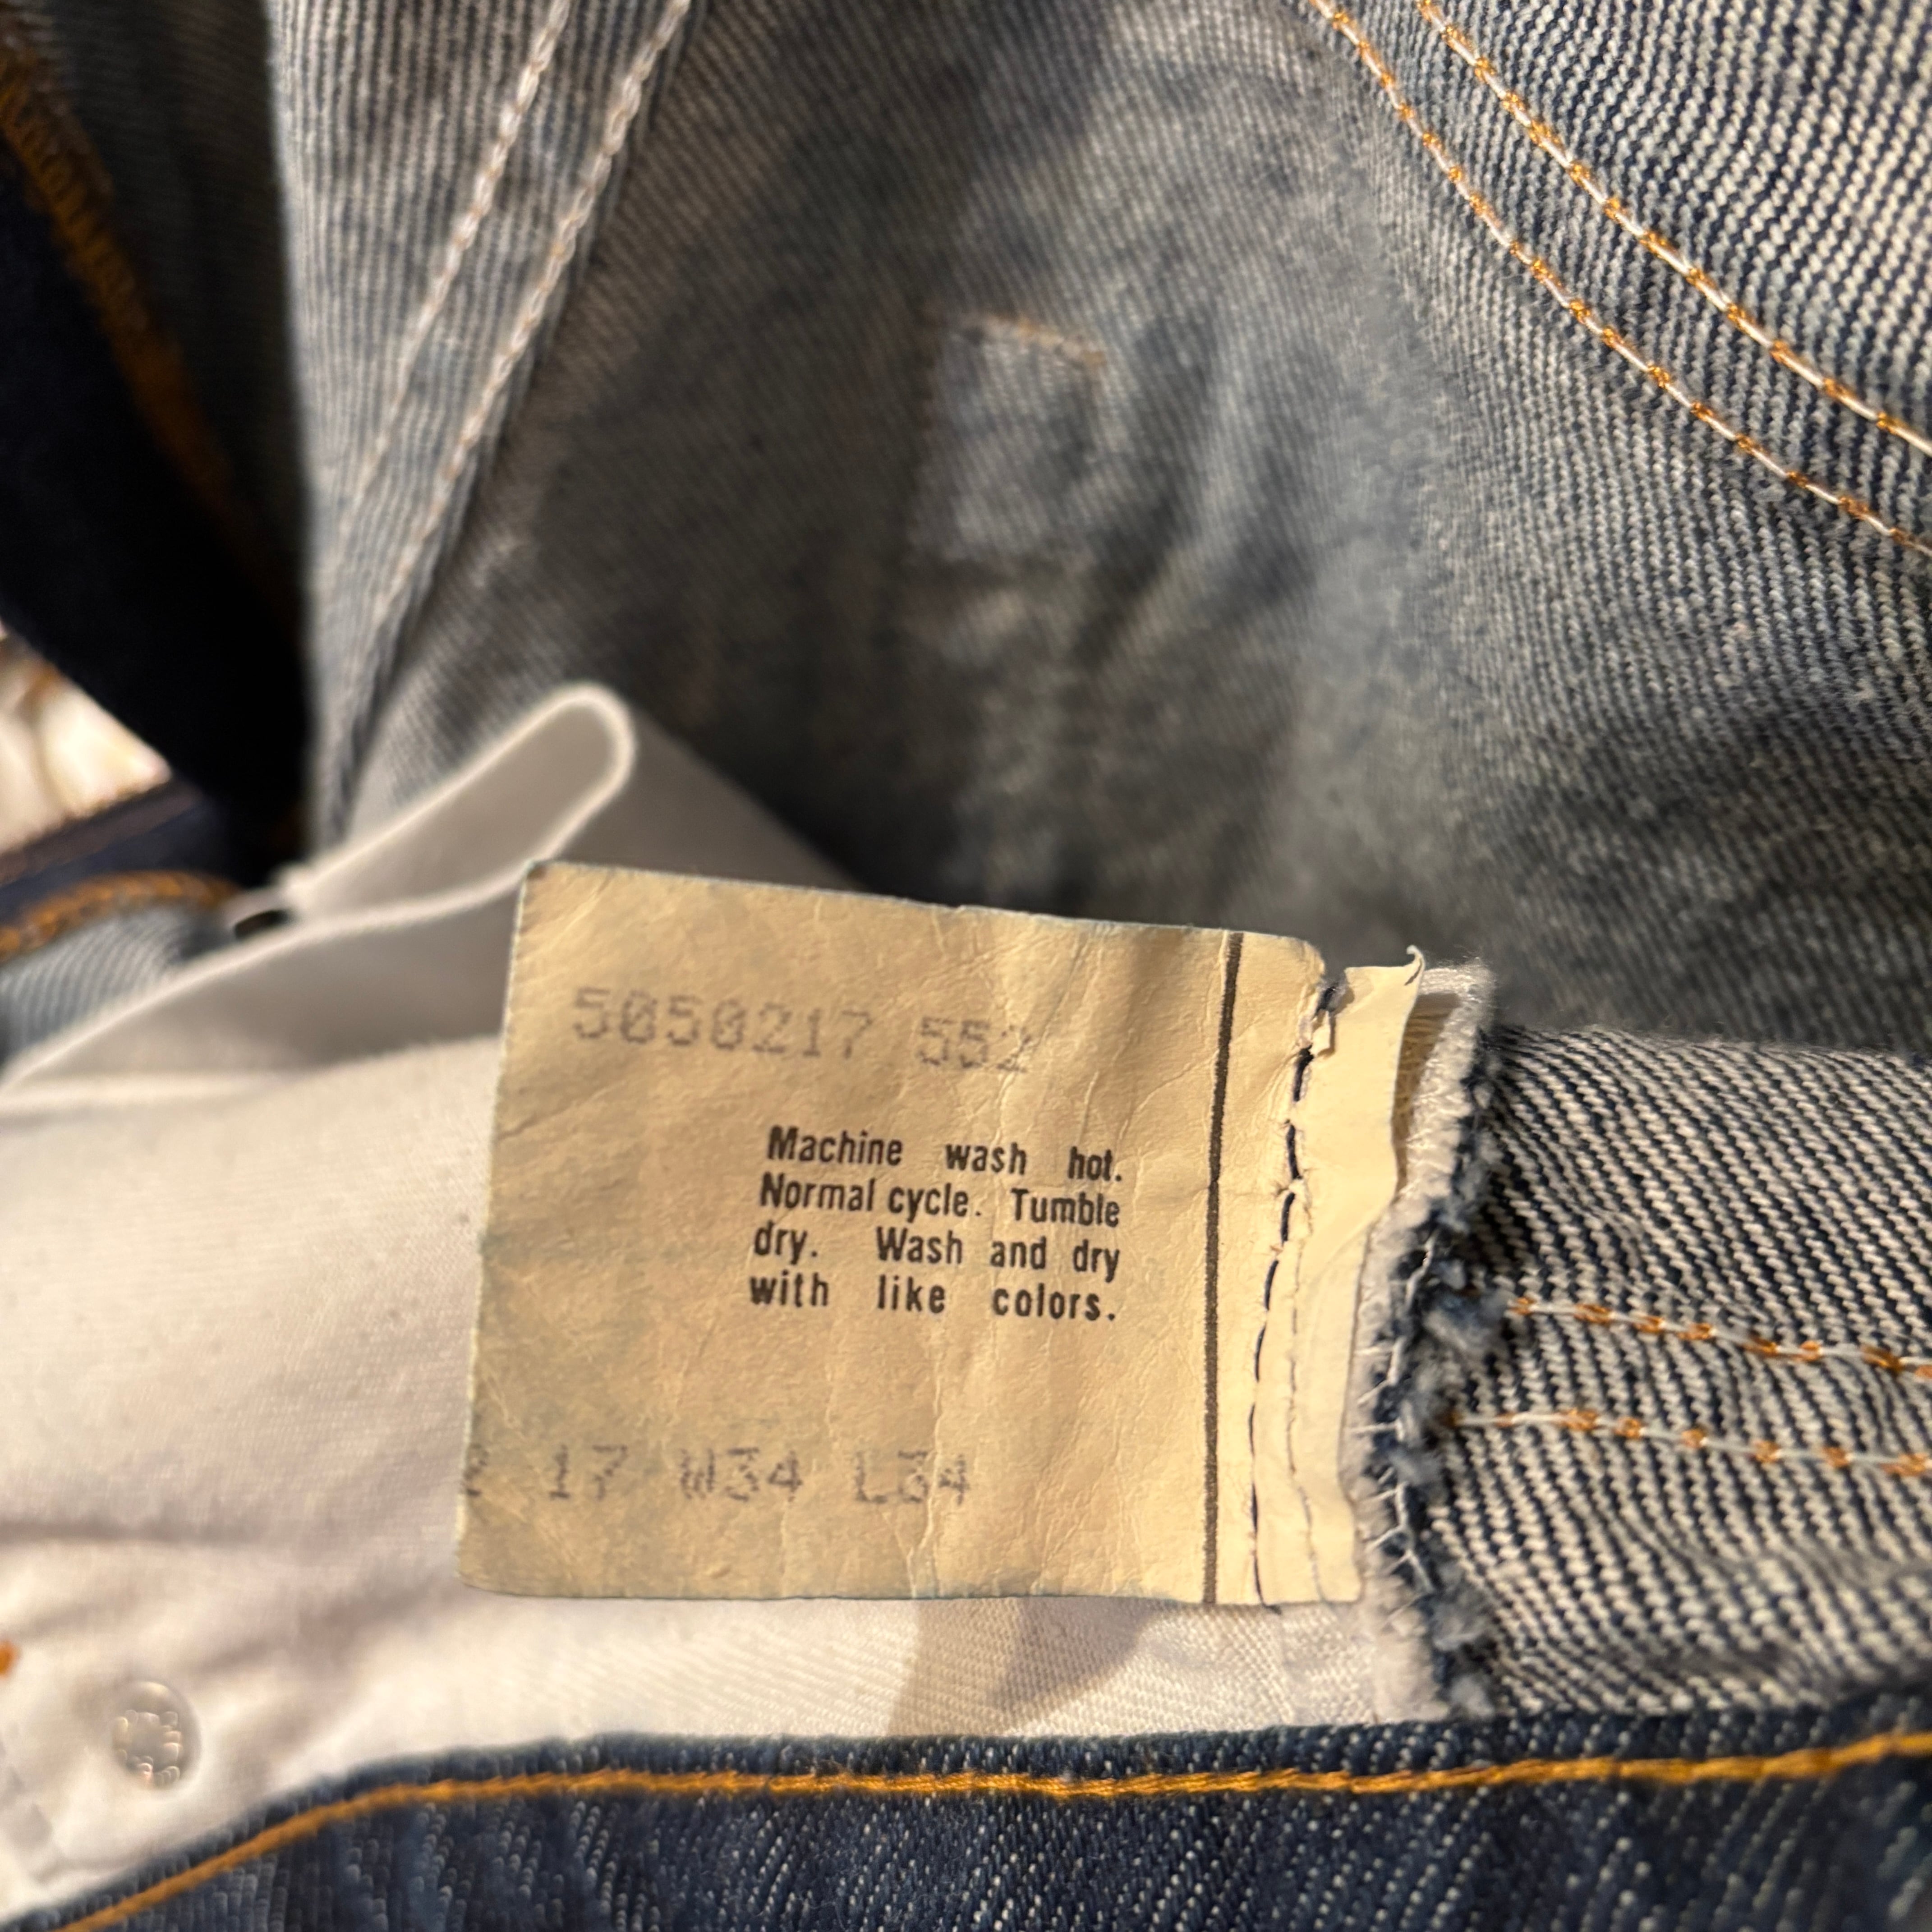 5050217 552
Machine wash hot.
Normal cycle. Tumble
dry. Wash and dry
with like colors.
17 W34 L34